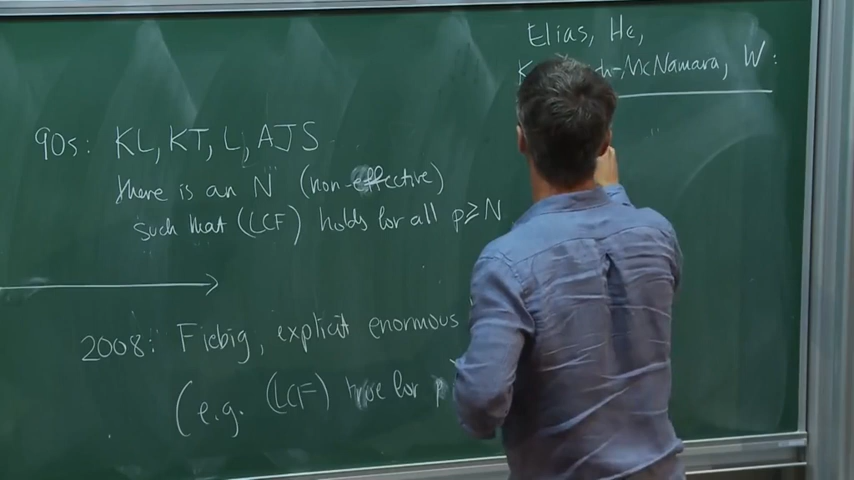 90s: KL, KT, L, AJS
there is an N (non-effective)
such that (LCF) holds for all p≥N
2008: Fiebig, explicit enormous
(e.g. (LCF) true for p
Elias, He,
McNamara, W: